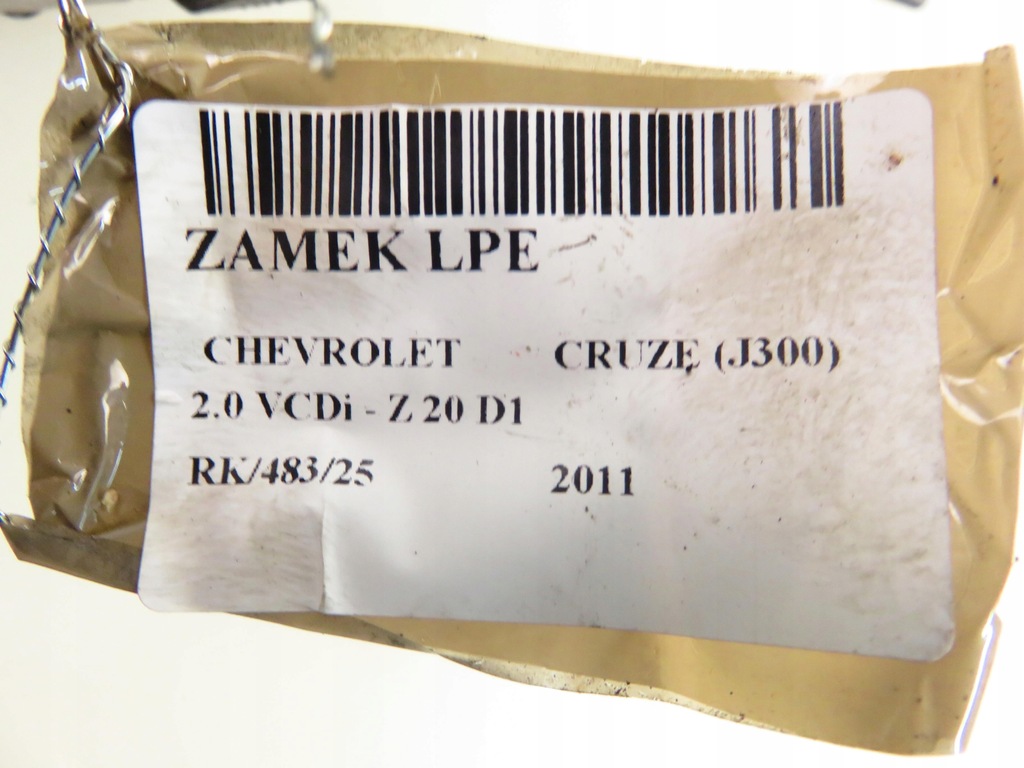 ZAMEK LPE
CHEVROLET CRUZE (J300)
2.0 VCDi - Z 20 D1
RK/483/25 2011